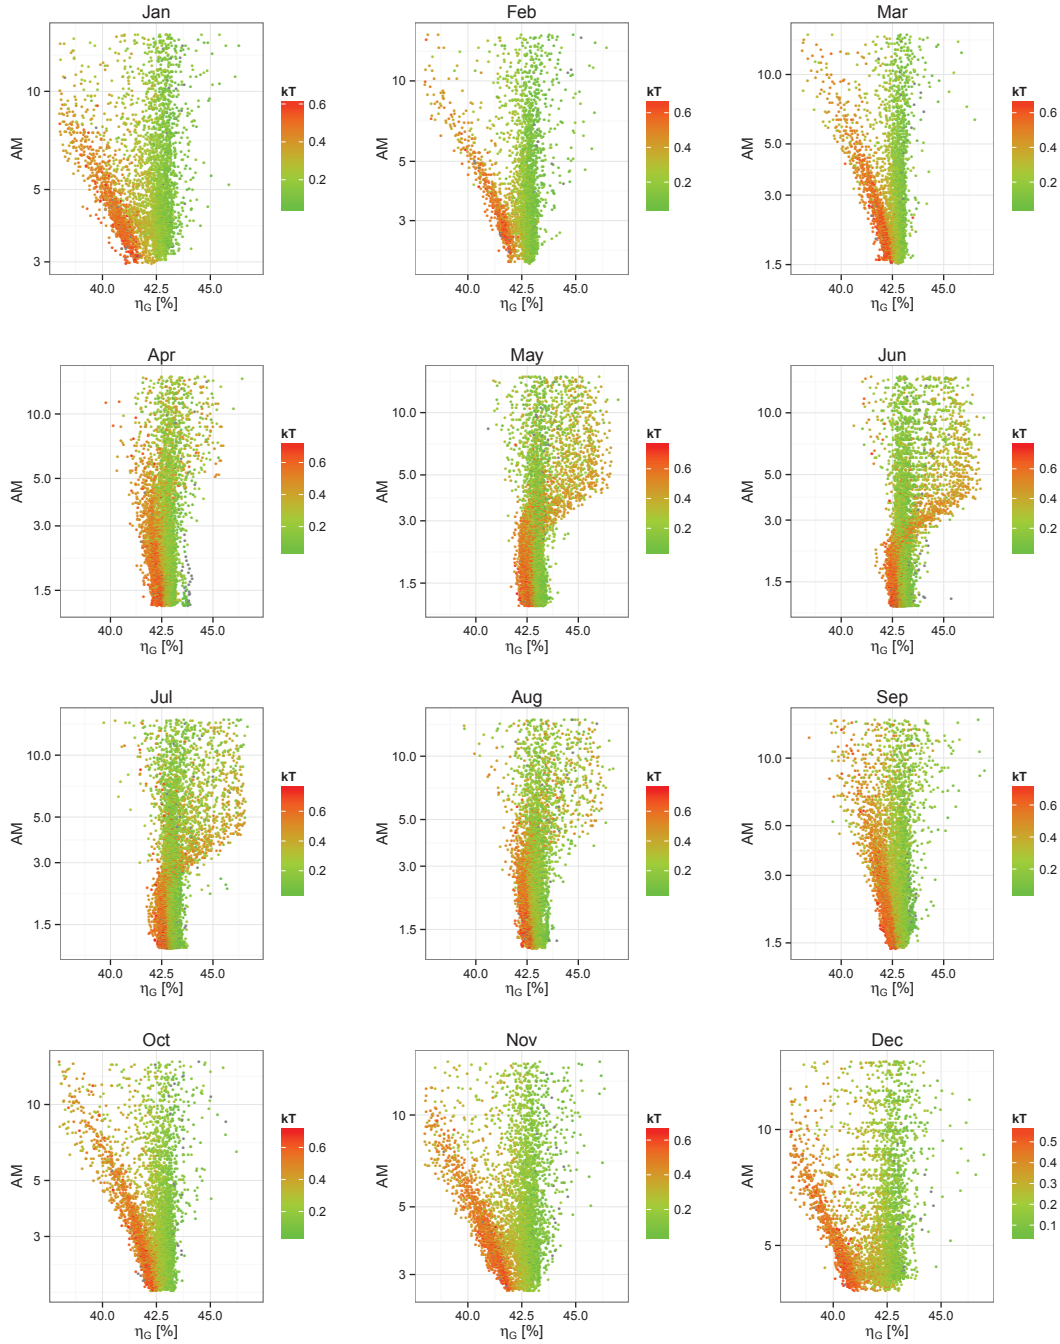 Jan Feb Mar
AM 10 5 3 40.0 42.5 45.0 ηG [%] kT 0.6 0.4 0.2
AM 10 5 3 40.0 42.5 45.0 ηG [%] kT 0.6 0.4 0.2
AM 10.0 5.0 3.0 1.5 40.0 42.5 45.0 ηG [%] kT 0.6 0.4 0.2
Apr May Jun
AM 10.0 5.0 3.0 1.5 40.0 42.5 45.0 ηG [%] kT 0.6 0.4 0.2
AM 10.0 5.0 3.0 1.5 40.0 42.5 45.0 ηG [%] kT 0.6 0.4 0.2
AM 10.0 5.0 3.0 1.5 40.0 42.5 45.0 ηG [%] kT 0.6 0.4 0.2
Jul Aug Sep
AM 10.0 5.0 3.0 1.5 40.0 42.5 45.0 ηG [%] kT 0.6 0.4 0.2
AM 10.0 5.0 3.0 1.5 40.0 42.5 45.0 ηG [%] kT 0.6 0.4 0.2
AM 10.0 5.0 3.0 1.5 40.0 42.5 45.0 ηG [%] kT 0.6 0.4 0.2
Oct Nov Dec
AM 10 5 3 40.0 42.5 45.0 ηG [%] kT 0.6 0.4 0.2
AM 10 5 3 40.0 42.5 45.0 ηG [%] kT 0.6 0.4 0.2
AM 10 5 40.0 42.5 45.0 ηG [%] kT 0.5 0.4 0.3 0.2 0.1